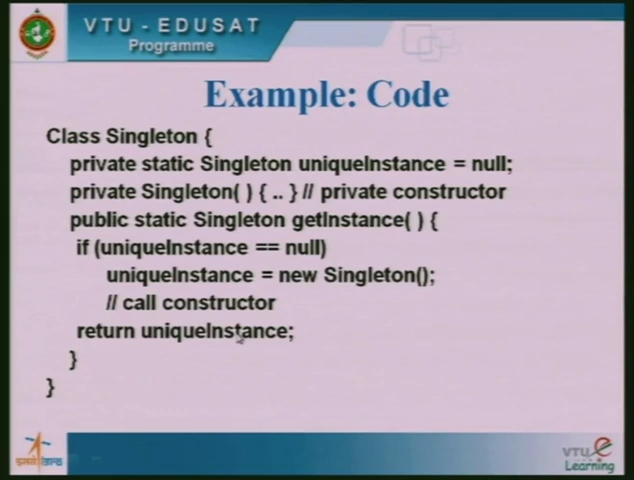 VTU - EDUSAT
Programme
Example: Code
Class Singleton {
private static Singleton uniqueInstance = null;
private Singleton( ) { .. } // private constructor
public static Singleton getInstance( ) {
if (uniqueInstance == null)
uniqueInstance = new Singleton();
// call constructor
return uniqueInstance;
}
}
VTU e
Learning